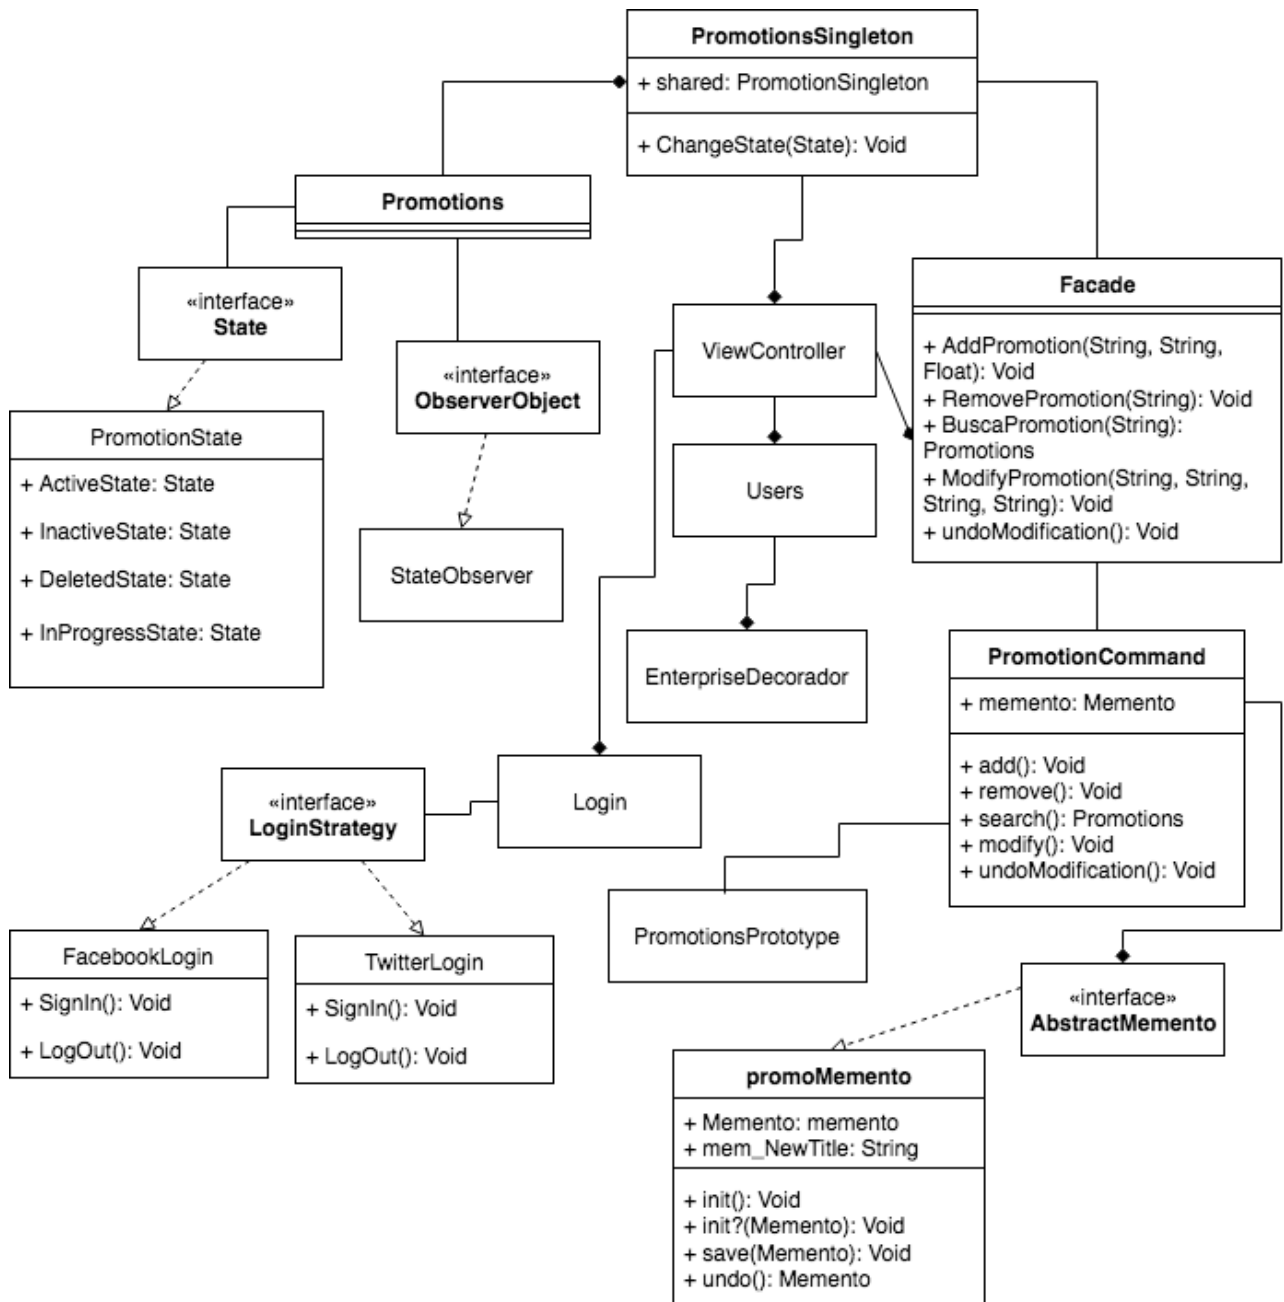 PromotionsSingleton
+ shared: PromotionSingleton
+ ChangeState(State): Void
Promotions
«interface»
State
«interface»
ObserverObject
PromotionState
+ ActiveState: State
+ InactiveState: State
+ DeletedState: State
+ InProgressState: State
StateObserver
ViewController
Users
EnterpriseDecorador
Facade
+ AddPromotion(String, String,
Float): Void
+ RemovePromotion(String): Void
+ BuscaPromotion(String):
Promotions
+ ModifyPromotion(String, String,
String, String): Void
+ undoModification(): Void
PromotionCommand
+ memento: Memento
+ add(): Void
+ remove(): Void
+ search(): Promotions
+ modify(): Void
+ undoModification(): Void
Login
«interface»
LoginStrategy
FacebookLogin
+ SignIn(): Void
+ LogOut(): Void
TwitterLogin
+ SignIn(): Void
+ LogOut(): Void
PromotionsPrototype
«interface»
AbstractMemento
promoMemento
+ Memento: memento
+ mem_NewTitle: String
+ init(): Void
+ init?(Memento): Void
+ save(Memento): Void
+ undo(): Memento